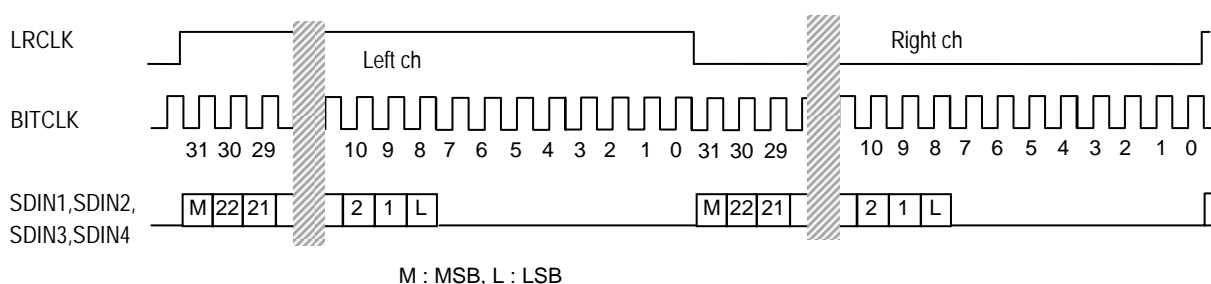 LRCLK
Left ch
Right ch
BITCLK
31 30 29 10 9 8 7 6 5 4 3 2 1 0 31 30 29 10 9 8 7 6 5 4 3 2 1 0
SDIN1,SDIN2,
SDIN3,SDIN4
M 22 21 2 1 L M 22 21 2 1 L
M : MSB, L : LSB